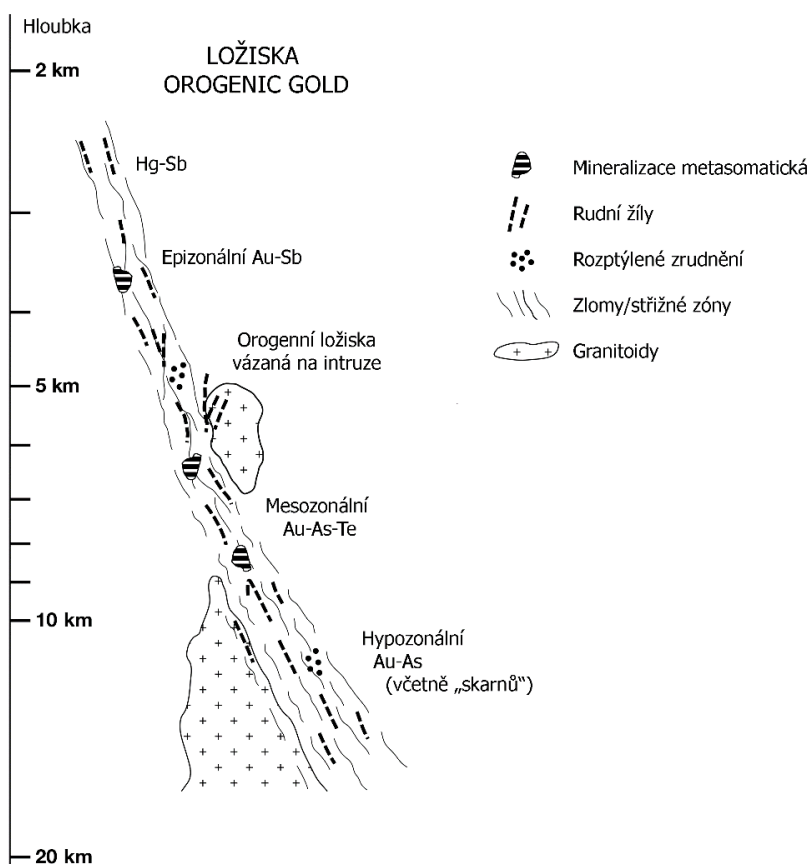 Hloubka
LOŽISKA
OROGENIC GOLD
2 km
Hg-Sb
Epizonální Au-Sb
Orogenní ložiska
vázaná na intruze
5 km
Mesozonální
Au-As-Te
10 km
Hypozonální
Au-As
(včetně „skarnů“)
20 km
Mineralizace metasomatická
Rudní žíly
Rozptýlené zrudnění
Zlomy/střižné zóny
Granitoidy